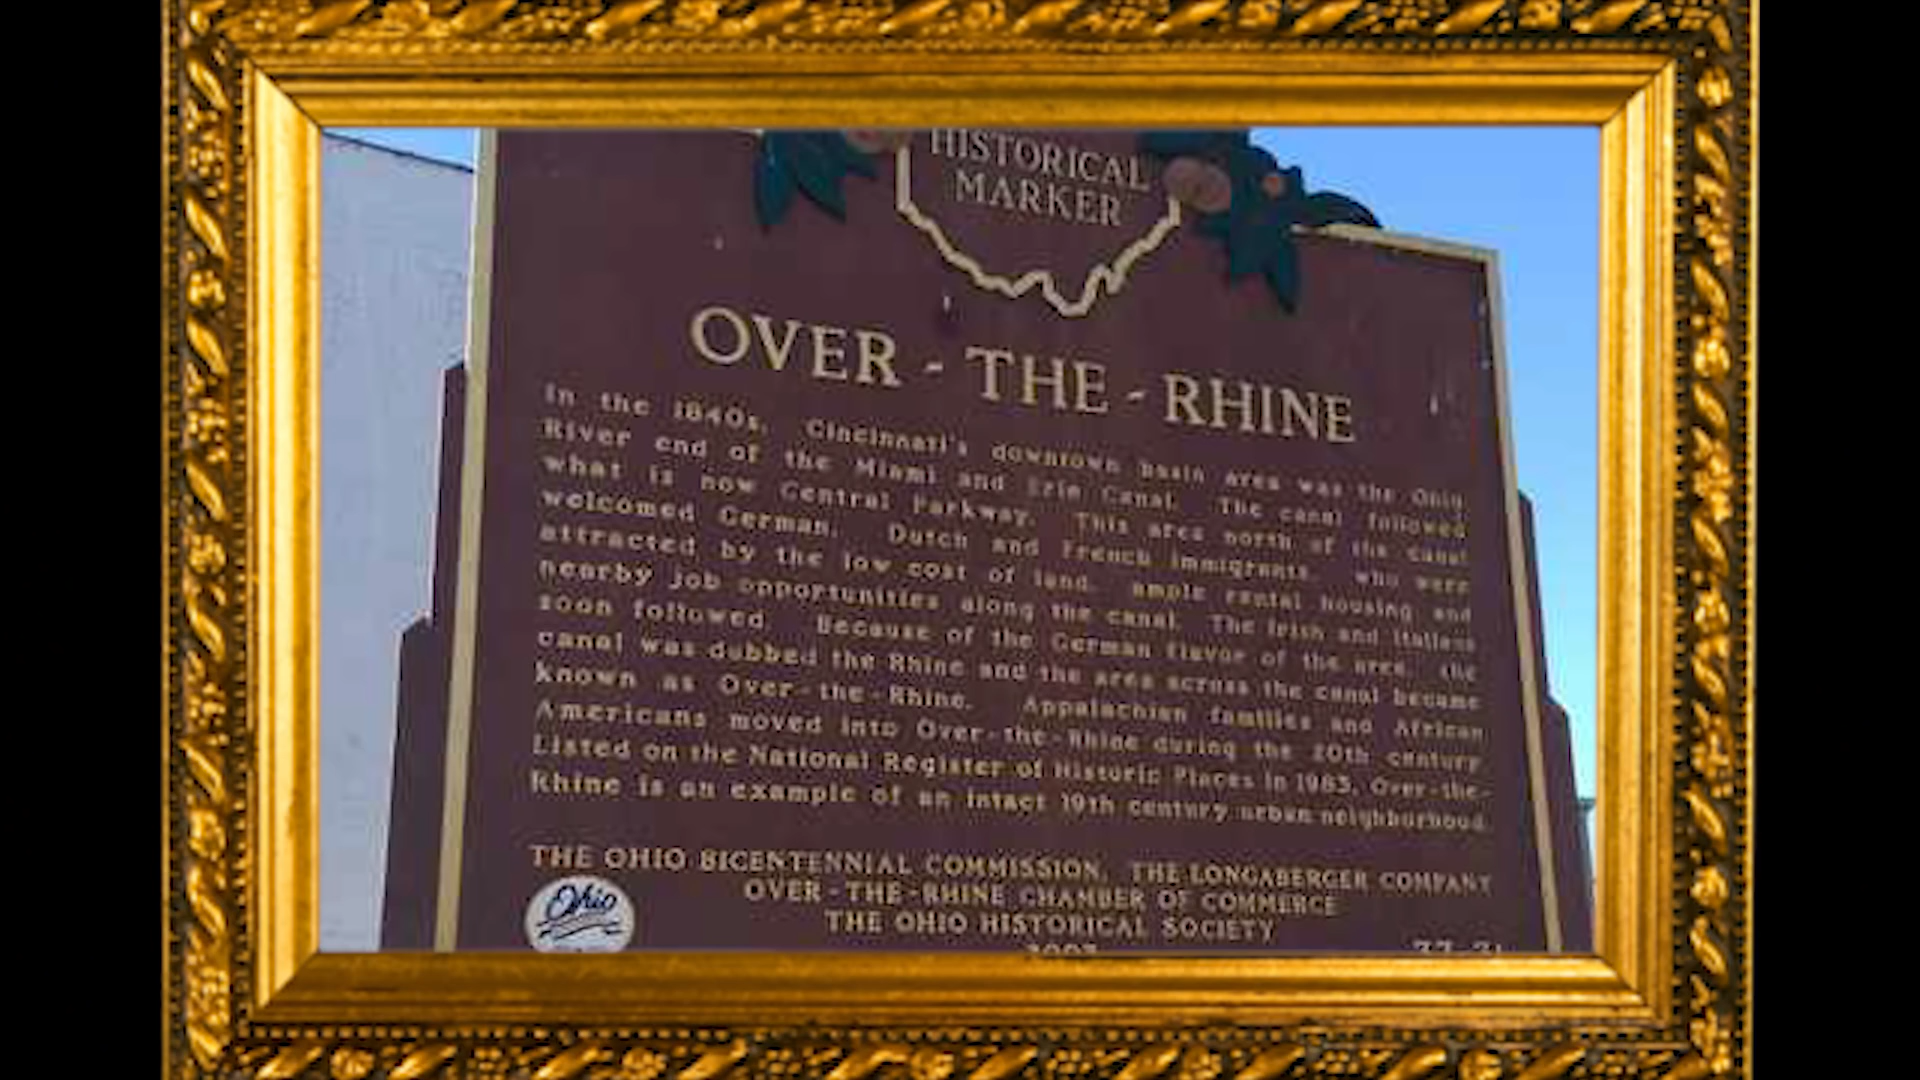 HISTORICAL
MARKER
OVER-THE-RHINE
In the 1840s, Cincinnati's downtown basin area was the Ohio
River end of the Miami and Erie Canal. The canal followed
what is now Central Parkway. This area north of the canal
welcomed German, Dutch and French immigrants, who were
attracted by the low cost of land, ample rental housing and
nearby job opportunities along the canal. The Irish and Italians
soon followed. Because of the German flavor of the area, the
canal was dubbed the Rhine and the area across the canal became
known as Over-the-Rhine. Appalachian families and African
Americans moved into Over-the-Rhine during the 20th century.
Listed on the National Register of Historic Places in 1983, Over-the-
Rhine is an example of an intact 19th century urban neighborhood.
THE OHIO BICENTENNIAL COMMISSION, THE LONGABERGER COMPANY
OVER-THE-RHINE CHAMBER OF COMMERCE
THE OHIO HISTORICAL SOCIETY
Ohio
2003